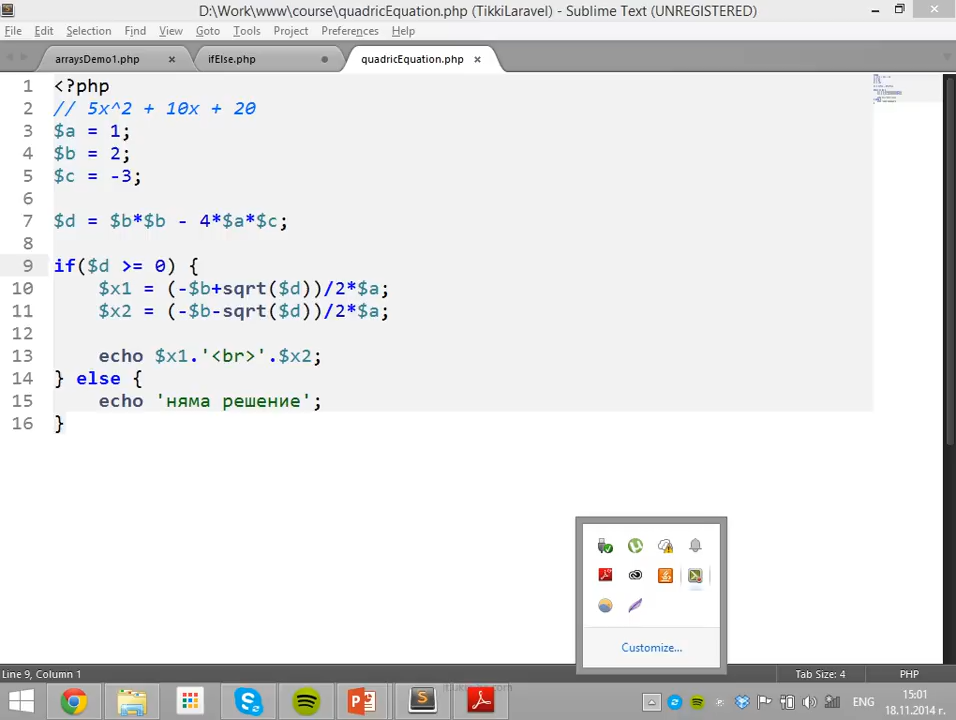 D:\Work\www\course\quadricEquation.php (TikkiLaravel) - Sublime Text (UNREGISTERED)
File Edit Selection Find View Goto Tools Project Preferences Help
arraysDemo1.php ifElse.php quadricEquation.php
1 <?php
2 // 5x^2 + 10x + 20
3 $a = 1;
4 $b = 2;
5 $c = -3;
6
7 $d = $b*$b - 4*$a*$c;
8
9 if($d >= 0) {
10 $x1 = (-$b+sqrt($d))/2*$a;
11 $x2 = (-$b-sqrt($d))/2*$a;
12
13 echo $x1.'<br>'.$x2;
14 } else {
15 echo 'няма решение';
16 }
Customize...
Line 9, Column 1 Tab Size: 4 PHP
ENG 15:01
18.11.2014 г.